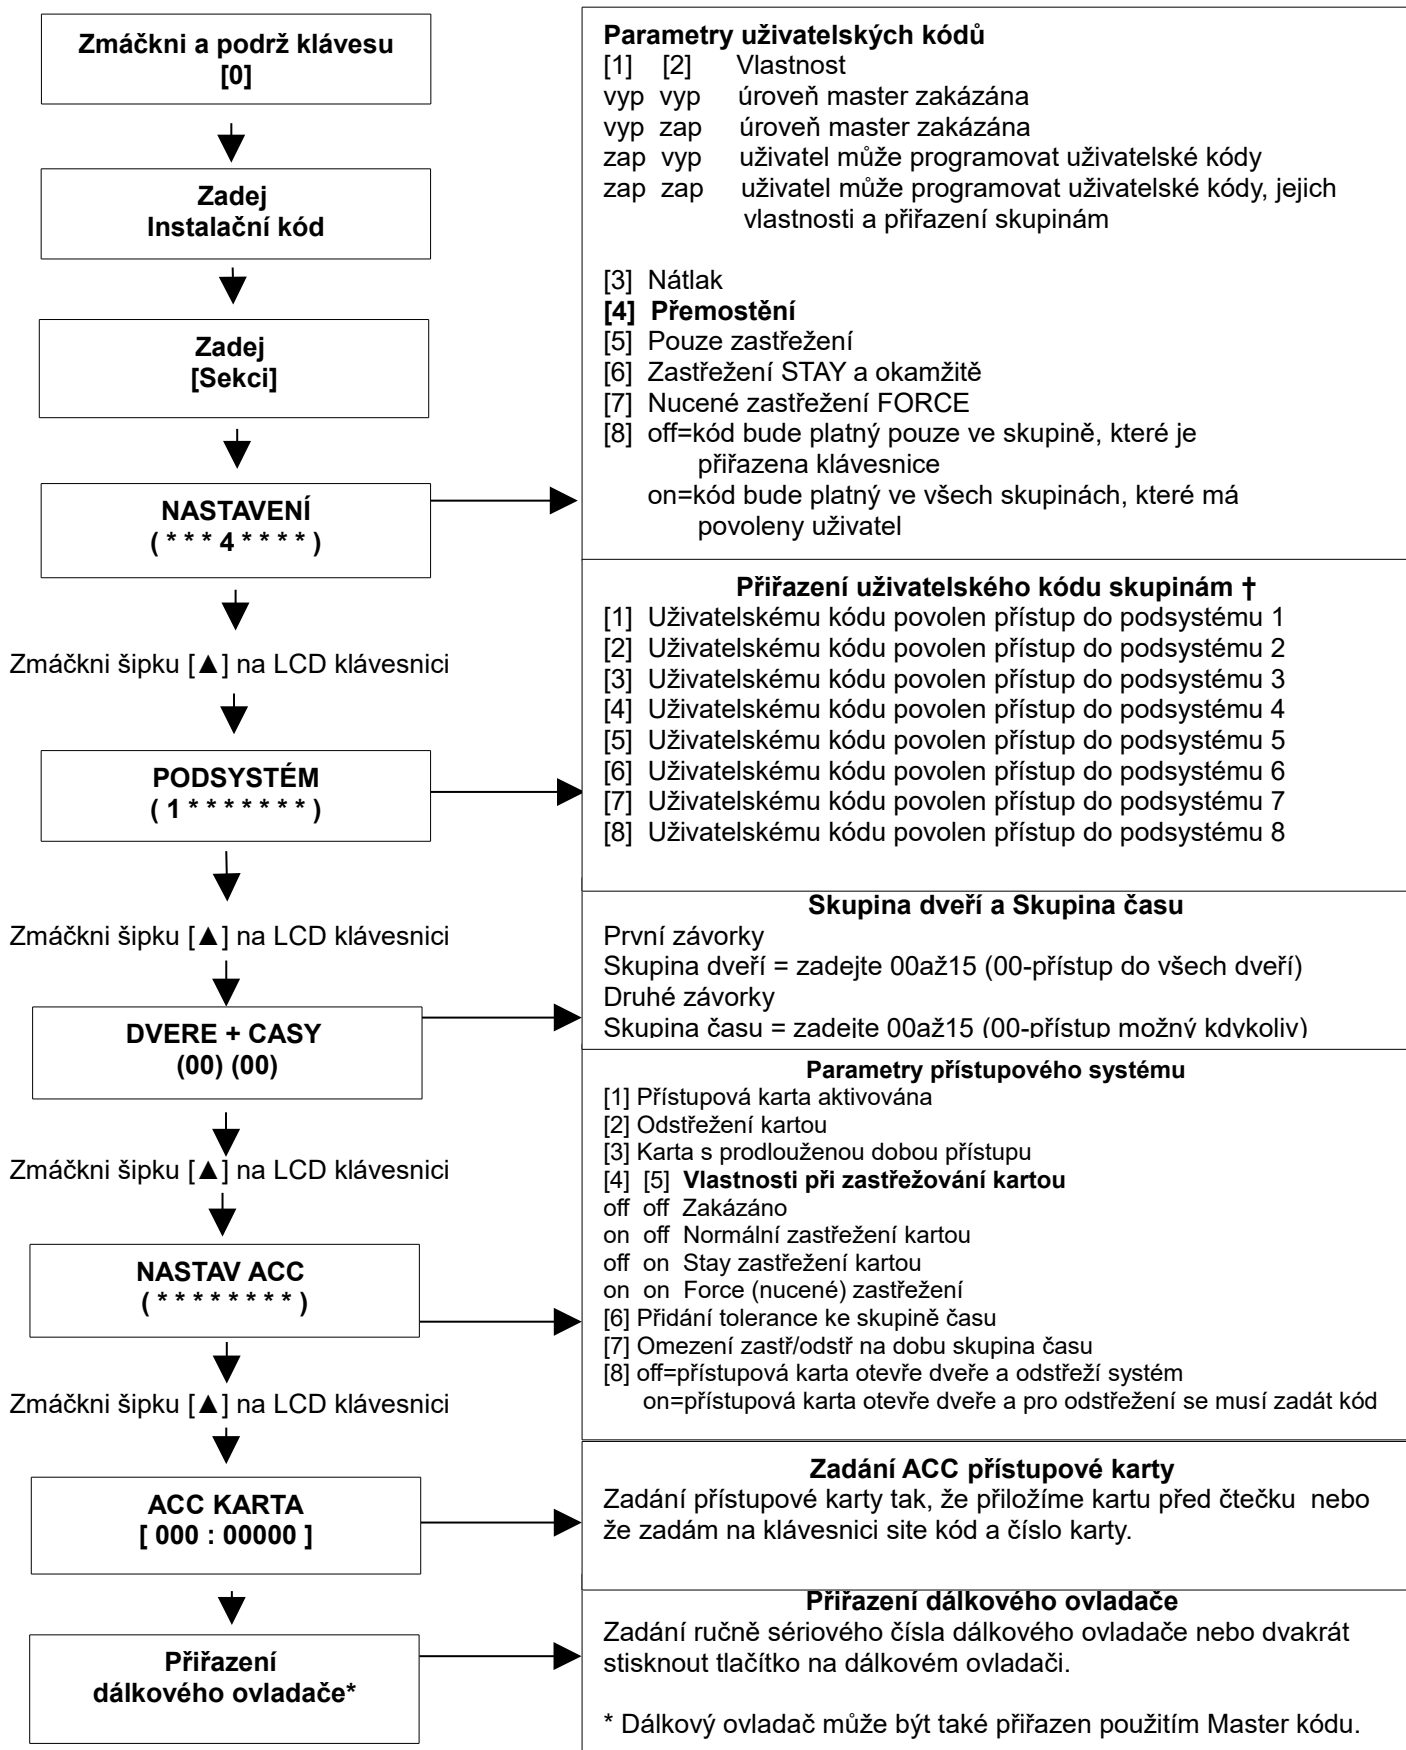 Zmáčkni a podrž klávesu
[0]
Zadej
Instalační kód
Zadej
[Sekci]
NASTAVENÍ
( * * * 4 * * * * )
Parametry uživatelských kódů
[1] [2] Vlastnost
vyp vyp úroveň master zakázána
vyp zap úroveň master zakázána
zap vyp uživatel může programovat uživatelské kódy
zap zap uživatel může programovat uživatelské kódy, jejich
vlastnosti a přiřazení skupinám
[3] Nátlak
[4] Přemostění
[5] Pouze zastřežení
[6] Zastřežení STAY a okamžitě
[7] Nucené zastřežení FORCE
[8] off=kód bude platný pouze ve skupině, které je
přiřazena klávesnice
on=kód bude platný ve všech skupinách, které má
povoleny uživatel
Zmáčkni šipku [▲] na LCD klávesnici
PODSYSTÉM
( 1 * * * * * * * )
Přiřazení uživatelského kódu skupinám †
[1] Uživatelskému kódu povolen přístup do podsystému 1
[2] Uživatelskému kódu povolen přístup do podsystému 2
[3] Uživatelskému kódu povolen přístup do podsystému 3
[4] Uživatelskému kódu povolen přístup do podsystému 4
[5] Uživatelskému kódu povolen přístup do podsystému 5
[6] Uživatelskému kódu povolen přístup do podsystému 6
[7] Uživatelskému kódu povolen přístup do podsystému 7
[8] Uživatelskému kódu povolen přístup do podsystému 8
Zmáčkni šipku [▲] na LCD klávesnici
DVERE + CASY
(00) (00)
Skupina dveří a Skupina času
První závorky
Skupina dveří = zadejte 00až15 (00-přístup do všech dveří)
Druhé závorky
Skupina času = zadejte 00až15 (00-přístup možný kdykoliv)
Zmáčkni šipku [▲] na LCD klávesnici
NASTAV ACC
( * * * * * * * * )
Parametry přístupového systému
[1] Přístupová karta aktivována
[2] Odstřežení kartou
[3] Karta s prodlouženou dobou přístupu
[4] [5] Vlastnosti při zastřežování kartou
off off Zakázáno
on off Normální zastřežení kartou
off on Stay zastřežení kartou
on on Force (nucené) zastřežení
[6] Přidání tolerance ke skupině času
[7] Omezení zastř/odstř na dobu skupina času
[8] off=přístupová karta otevře dveře a odstřeží systém
on=přístupová karta otevře dveře a pro odstřežení se musí zadát kód
Zmáčkni šipku [▲] na LCD klávesnici
ACC KARTA
[ 000 : 00000 ]
Zadání ACC přístupové karty
Zadání přístupové karty tak, že přiložíme kartu před čtečku nebo
že zadám na klávesnici site kód a číslo karty.
Přiřazení
dálkového ovladače*
Přiřazení dálkového ovladače
Zadání ručně sériového čísla dálkového ovladače nebo dvakrát
stisknout tlačítko na dálkovém ovladači.
* Dálkový ovladač může být také přiřazen použitím Master kódu.